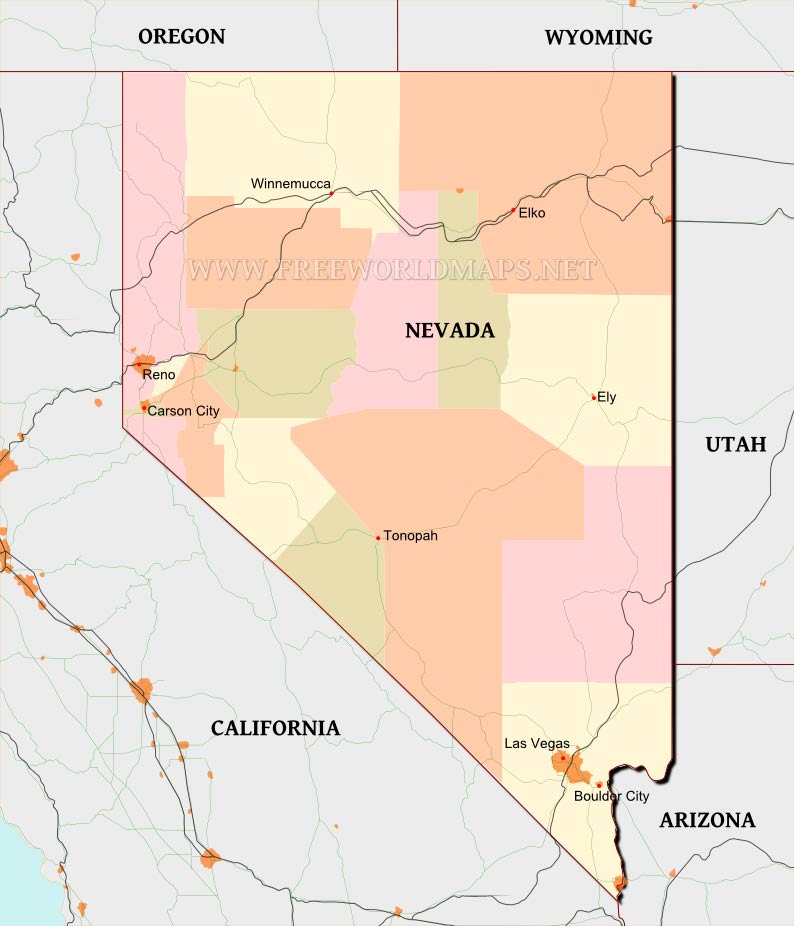 OREGON
WYOMING
Winnemucca
Elko
WWW.FREEWORLDMAPS.NET
NEVADA
Reno
Ely
Carson City
UTAH
Tonopah
CALIFORNIA
Las Vegas
Boulder City
ARIZONA